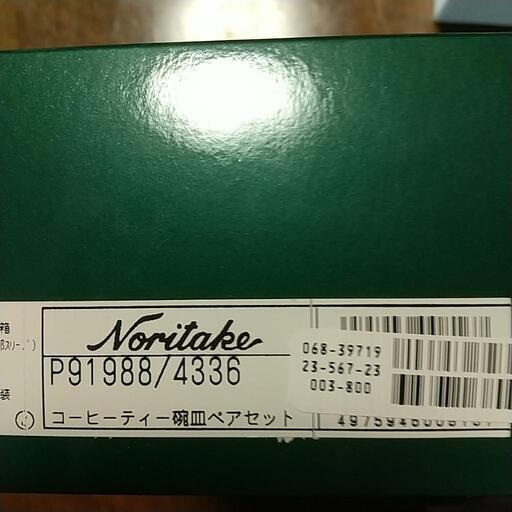 箱
Noritake
P91988/4336
コーヒーティー碗皿ペアセット
装
068-39719
23-567-23
003-800